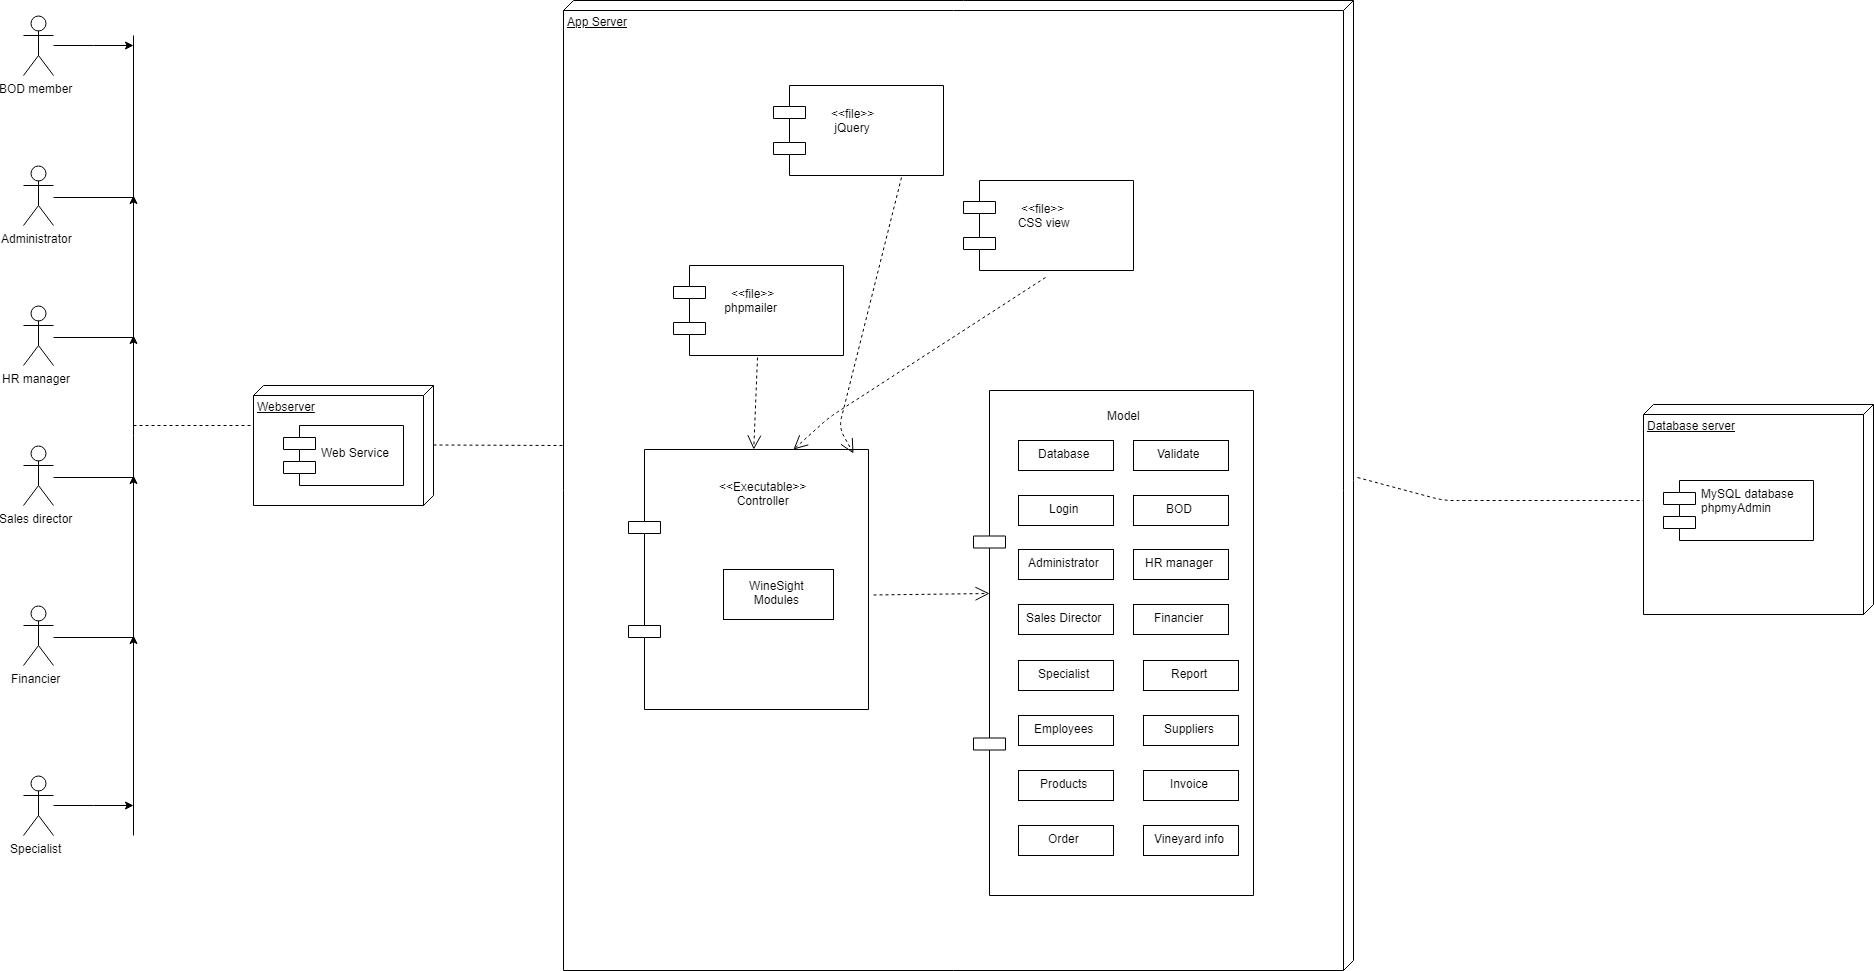 BOD member
Administrator
HR manager
Sales director
Financier
Specialist
Webserver
Web Service
App Server
<<file>>
jQuery
<<file>>
CSS view
<<file>>
phpmailer
<<Executable>>
Controller
WineSight
Modules
Model
Database
Validate
Login
BOD
Administrator
HR manager
Sales Director
Financier
Specialist
Report
Employees
Suppliers
Products
Invoice
Order
Vineyard info
Database server
MySQL database
phpmyAdmin